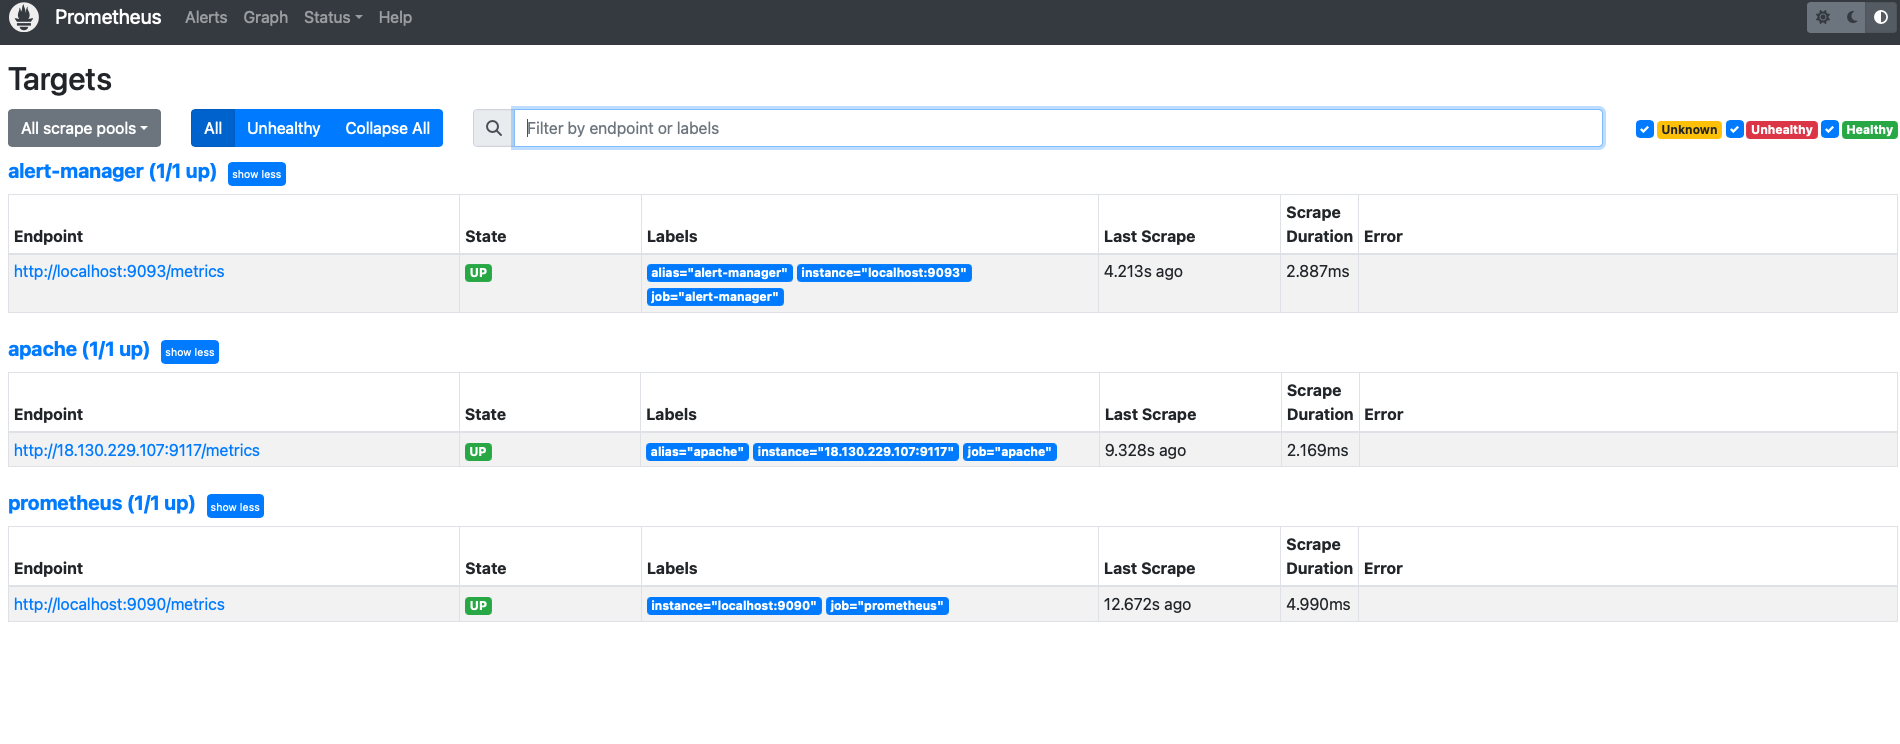 Prometheus Alerts Graph Status Help
Targets
All scrape pools All Unhealthy Collapse All Filter by endpoint or labels Unknown Unhealthy Healthy
alert-manager (1/1 up) show less
Endpoint State Labels Last Scrape Scrape Duration Error
http://localhost:9093/metrics UP alias="alert-manager" instance="localhost:9093" 4.213s ago 2.887ms
job="alert-manager"
apache (1/1 up) show less
Endpoint State Labels Last Scrape Scrape Duration Error
http://18.130.229.107:9117/metrics UP alias="apache" instance="18.130.229.107:9117" job="apache" 9.328s ago 2.169ms
prometheus (1/1 up) show less
Endpoint State Labels Last Scrape Scrape Duration Error
http://localhost:9090/metrics UP instance="localhost:9090" job="prometheus" 12.672s ago 4.990ms